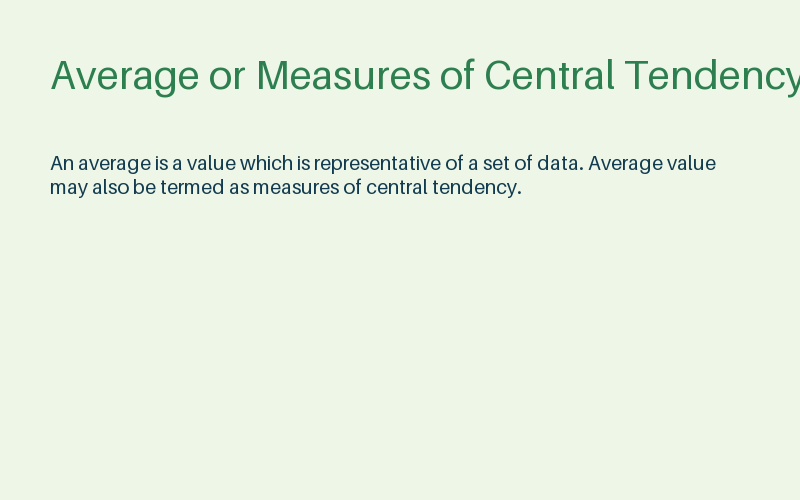 Average or Measures of Central Tendency
An average is a value which is representative of a set of data. Average value
may also be termed as measures of central tendency.